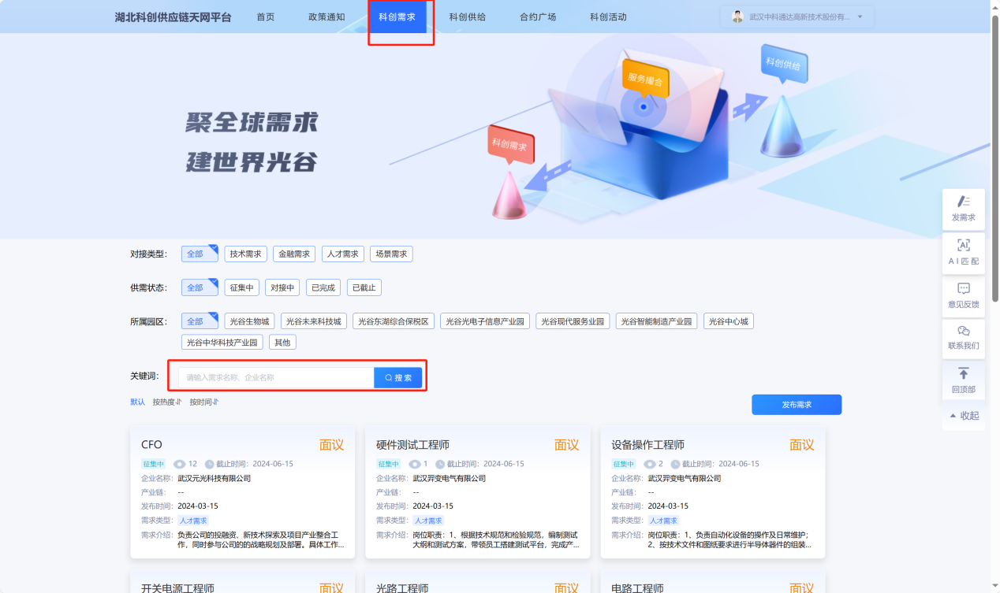 湖北科创供应链天网平台 首页 政策通知 科创需求 科创供给 合约广场 科创活动 武汉中科通达高新技术股份有...
科创供给
服务撮合
科创需求
聚全球需求
建世界光谷
发需求
AI匹配
意见反馈
联系我们
回顶部
收起
对接类型: 全部 技术需求 金融需求 人才需求 场景需求
供需状态: 全部 征集中 对接中 已完成 已截止
所属园区: 全部 光谷生物城 光谷未来科技城 光谷东湖综合保税区 光谷光电子信息产业园 光谷现代服务业园 光谷智能制造产业园 光谷中心城
光谷中华科技产业园 其他
关键词: 请输入需求名称、企业名称 搜索
默认 按热度 按时间 发布需求
CFO 面议
征集中 12 截止时间: 2024-06-15
企业名称: 武汉元光科技有限公司
产业链: --
发布时间: 2024-03-15
需求类型: 人才需求
需求介绍: 负责公司的投融资、新技术探索及项目产业整合工
作，同时参与公司的的战略规划及部署。具体工作...
硬件测试工程师 面议
征集中 1 截止时间: 2024-06-15
企业名称: 武汉羿变电气有限公司
产业链: --
发布时间: 2024-03-15
需求类型: 人才需求
需求介绍: 岗位职责：1、根据技术规范和检验规范，编制测试
大纲和测试方案，带领员工搭建测试平台，完成产...
设备操作工程师 面议
征集中 2 截止时间: 2024-06-15
企业名称: 武汉羿变电气有限公司
产业链: --
发布时间: 2024-03-15
需求类型: 人才需求
需求介绍: 岗位职责：1、负责自动化设备的操作及日常维护；
2、按技术文件和图纸要求进行半导体器件的组装...
开关电源工程师 面议
光路工程师 面议
电路工程师 面议